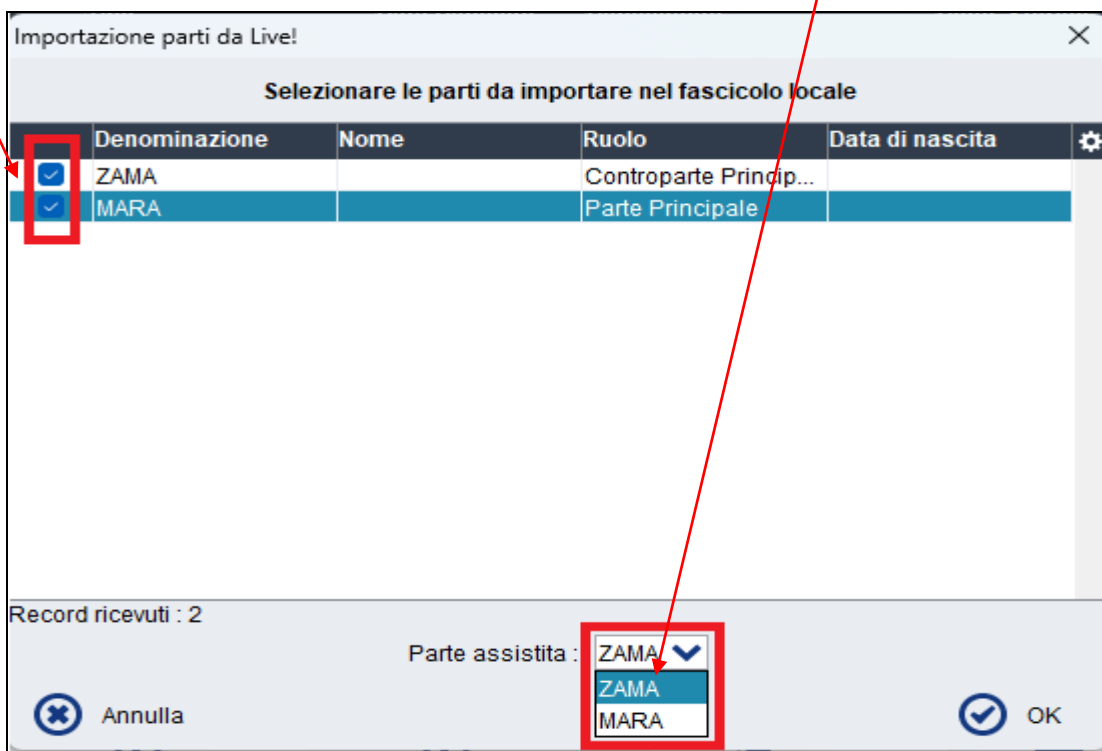 Importazione parti da Live!
Selezionare le parti da importare nel fascicolo locale
Denominazione Nome Ruolo Data di nascita
ZAMA Controparte Princip...
MARA Parte Principale
Record ricevuti : 2
Parte assistita : ZAMA
ZAMA
MARA
Annulla OK